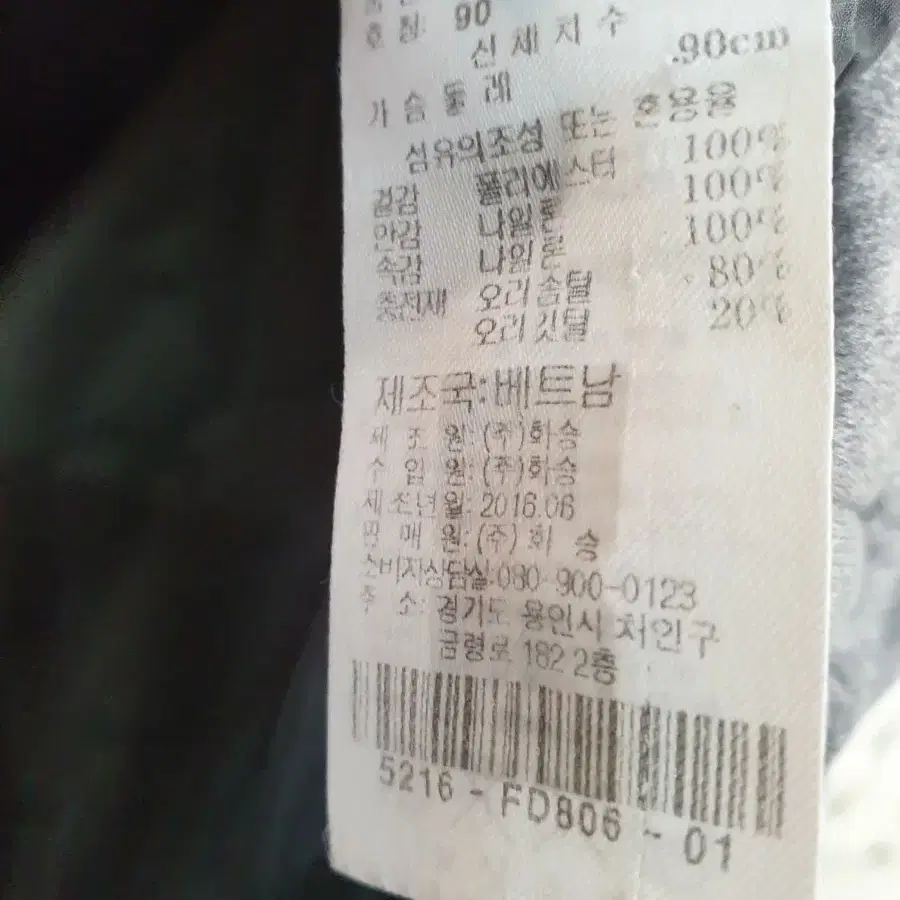 호칭: 90
신체치수
가슴둘레 90cm
섬유의조성 또는 혼용율
겉감 폴리에스터 100%
안감 나일론 100%
속감 나일론 100%
충전재 오리솜털 80%
오리깃털 20%
제조국:베트남
제조원:(주)화승
수입원:(주)화승
제조년월: 2016.06
판매원:(주)화승
소비자상담실:080-900-0123
주소: 경기도 용인시 처인구
금령로 182 2층
5216-FD806-01